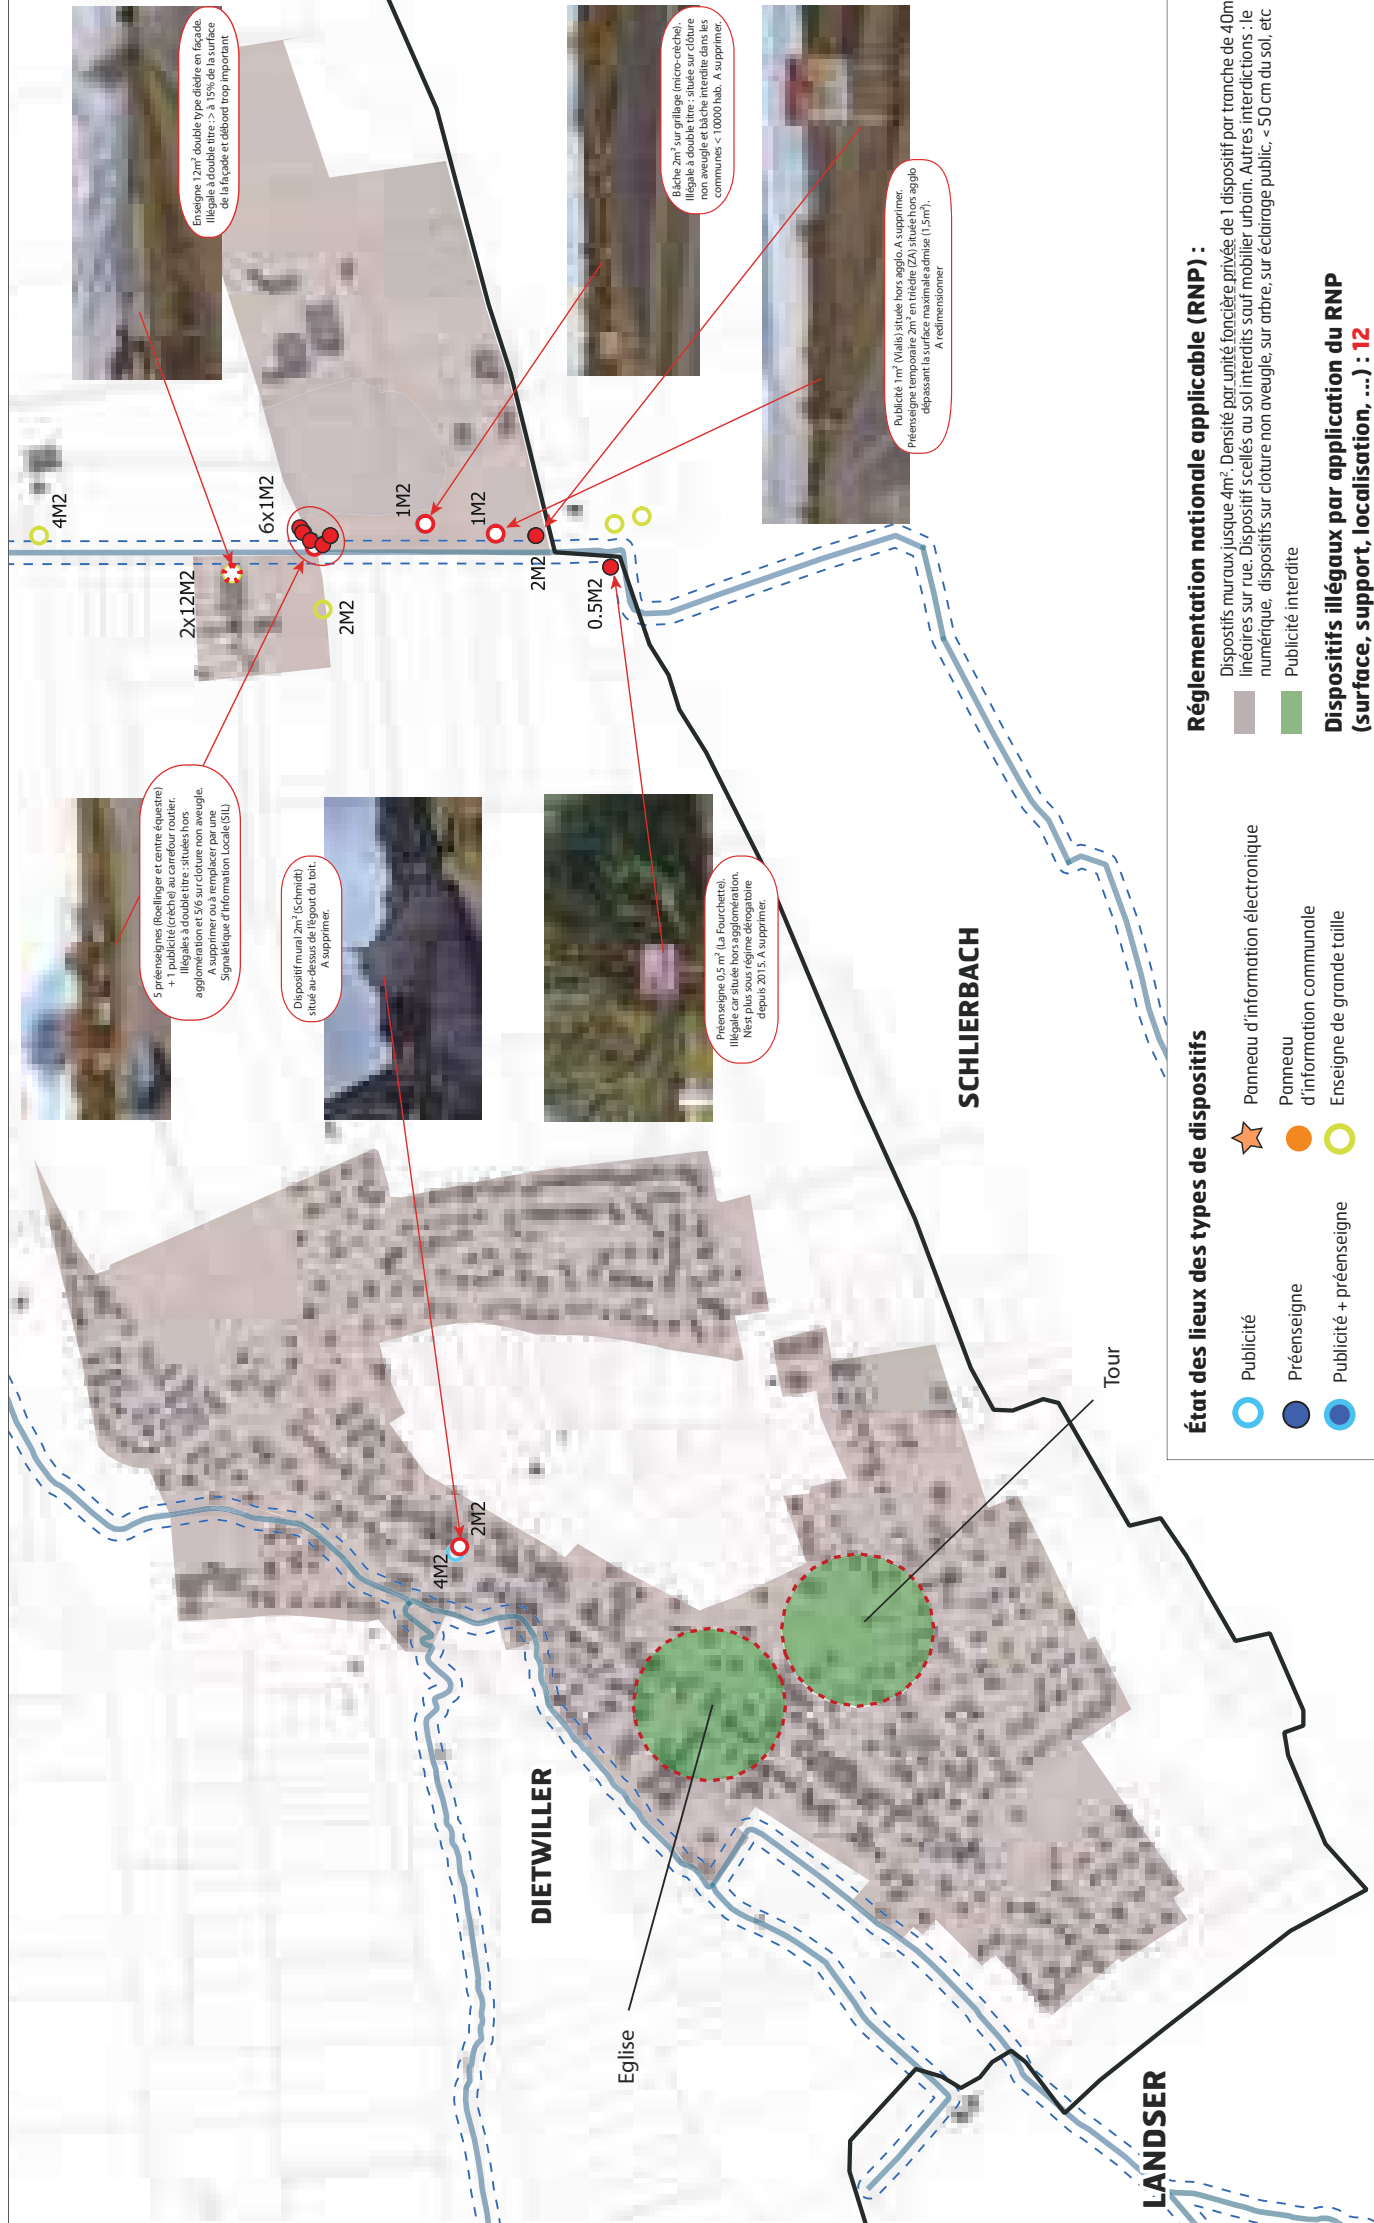 Enseigne 12m² double type dièdre en façade.
Illégale à double titre : > à 15% de la surface
de la façade et débord trop important
Bâche 2m² sur grillage (micro-crèche).
Illégale à double titre : située sur clôture
non aveugle et bâche interdite dans les
communes < 10000 hab. A supprimer.
Publicité 1m² (Vialis) située hors agglo. A supprimer.
Préenseigne temporaire 2m² en trièdre (ZA) située hors agglo
dépassant la surface maximale admise (1,5m²).
A redimensionner
5 préenseignes (Roellinger et centre équestre)
+ 1 publicité (crèche) au carrefour routier.
Illégales à double titre : situées hors
agglomération et 5/6 sur cloture non aveugle.
A supprimer ou à remplacer par une
Signalétique d'Information Locale (SIL)
Dispositif mural 2m² (Schmidt)
situé au-dessus de l'égout du toit.
A supprimer.
Préenseigne 0,5 m² (La Fourchette).
Illégale car située hors agglomération.
N'est plus sous régime dérogatoire
depuis 2015. A supprimer.
4M2
2x12M2
6x1M2
2M2
1M2
1M2
2M2
0.5M2
4M2
2M2
DIETWILLER
SCHLIERBACH
LANDSER
Eglise
Tour
État des lieux des types de dispositifs
Publicité
Préenseigne
Publicité + préenseigne
Panneau d'information électronique
Panneau
d'information communale
Enseigne de grande taille
Réglementation nationale applicable (RNP) :
Dispostifs muraux jusque 4m². Densité par unité foncière privée de 1 dispositif par tranche de 40m
linéaires sur rue. Dispositif scellés au sol interdits sauf mobilier urbain. Autres interdictions : le
numérique, dispositifs sur cloture non aveugle, sur arbre, sur éclairage public, < 50 cm du sol, etc
Publicité interdite
Dispositifs illégaux par application du RNP
(surface, support, localisation, ...) : 12